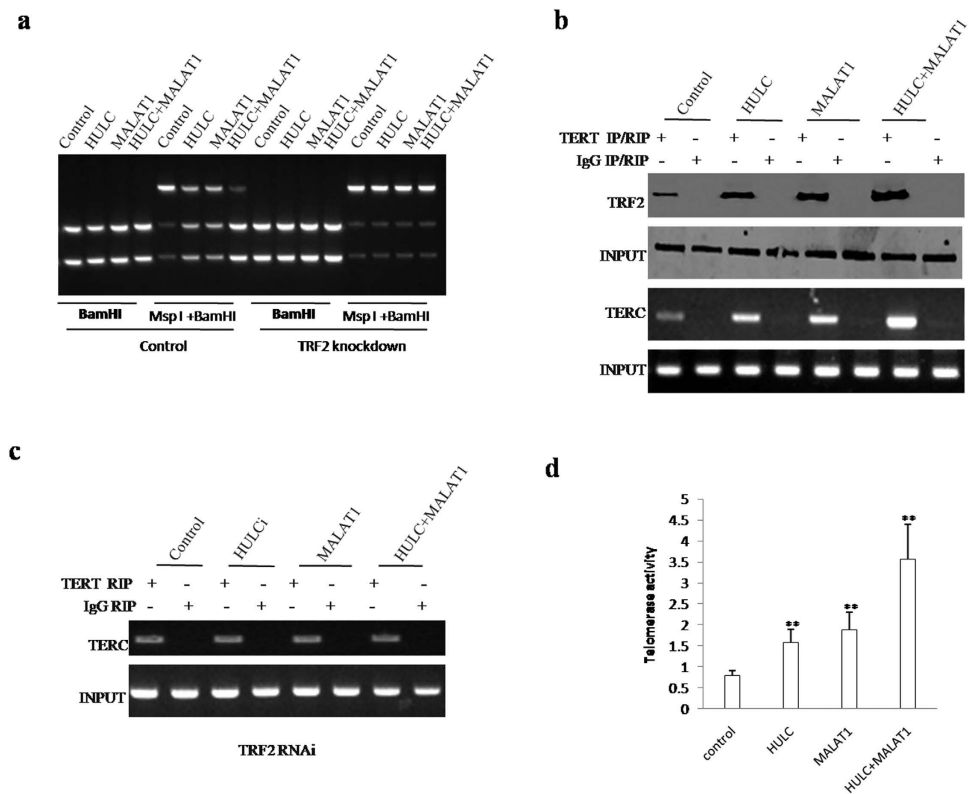 a
Control
HULC
MALAT1
HULC+MALAT1
Control
HULC
MALAT1
HULC+MALAT1
Control
HULC
MALAT1
HULC+MALAT1
Control
HULC
MALAT1
HULC+MALAT1
BamHI
Msp I +BamHI
BamHI
Msp I +BamHI
Control
TRF2 knockdown
b
Control
HULC
MALAT1
HULC+MALAT1
TERT IP/RIP + - + - + - + -
IgG IP/RIP - + - + - + - +
TRF2
INPUT
TERC
INPUT
c
Control
HULCi
MALAT1
HULC+MALAT1
TERT RIP + - + - + - + -
IgG RIP - + - + - + - +
TERC
INPUT
TRF2 RNAi
d
Telomerase activity
5
4.5
4
3.5
3
2.5
2
1.5
1
0.5
0
**
**
**
control
HULC
MALAT1
HULC+MALAT1